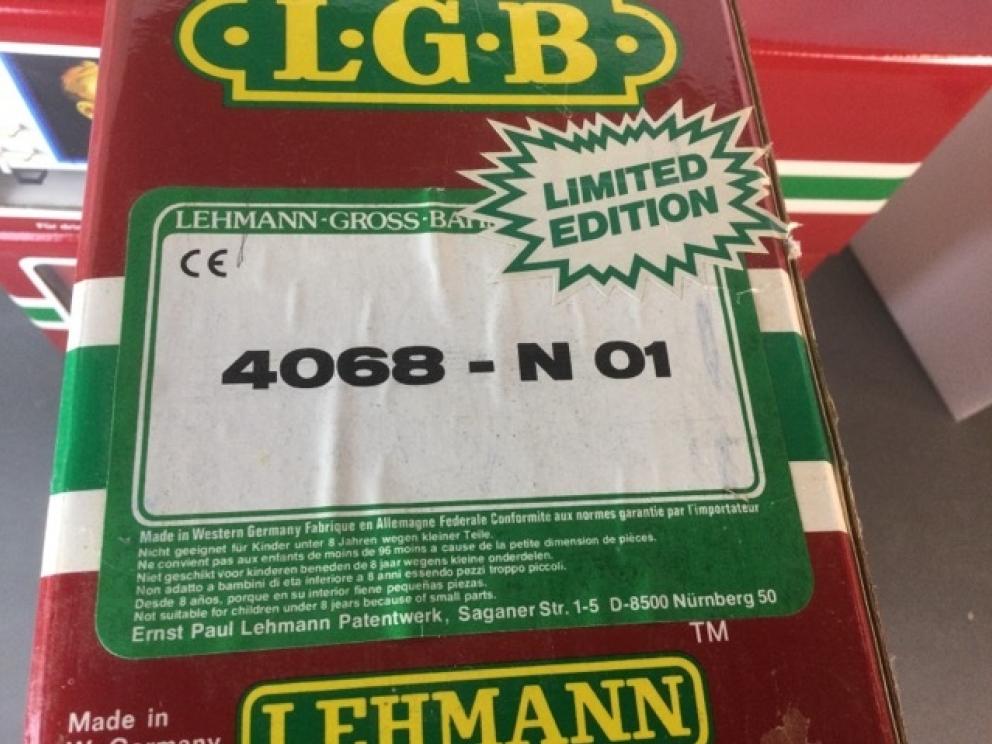 L·G·B
LIMITED
EDITION
LEHMANN·GROSS·BAH
CE
4068 - N 01
Made in Western Germany Fabrique en Allemagne Federale Conformite aux normes garantie par l'importateur
Nicht geeignet für Kinder unter 8 Jahren wegen kleiner Teile.
Ne convient pas aux enfants de moins de 96 moins a cause de la petite dimension de pièces.
Niet geschikt voor kinderen beneden de 8 jaar wegens kleine onderdelen.
Non adatto a bambini di eta inferiore a 8 anni essendo pezzi troppo piccoli.
Desde 8 años, porque en su interior fiene pequeñas piezas.
Not suitable for children under 8 jears because of small parts.
Ernst Paul Lehmann Patentwerk, Saganer Str. 1-5 D-8500 Nürnberg 50
TM
LEHMANN
Made in
W. Germany